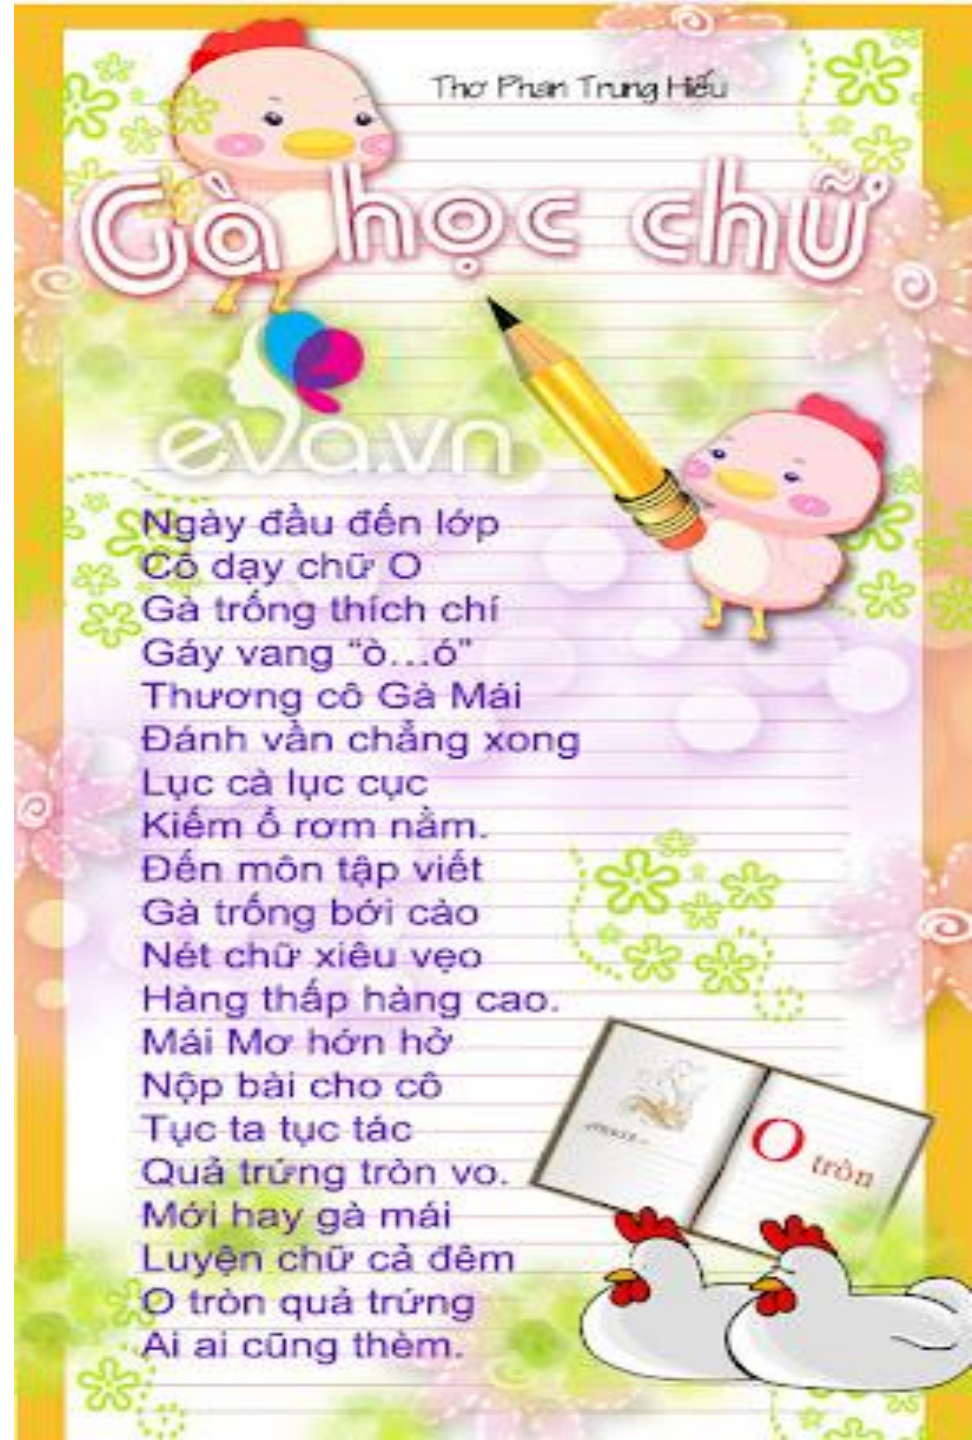 Thơ Phan Trung Hiếu
Gà học chữ
eva.vn
Ngày đầu đến lớp
Cô dạy chữ O
Gà trống thích chí
Gáy vang “ò...ó”
Thương cô Gà Mái
Đánh vần chẳng xong
Lục cà lục cục
Kiếm ổ rơm nằm.
Đến môn tập viết
Gà trống bới cào
Nét chữ xiêu vẹo
Hàng thấp hàng cao.
Mái Mơ hớn hở
Nộp bài cho cô
Tục ta tục tác
Quả trứng tròn vo.
Mới hay gà mái
Luyện chữ cả đêm
O tròn quả trứng
Ai ai cũng thèm.
O tròn